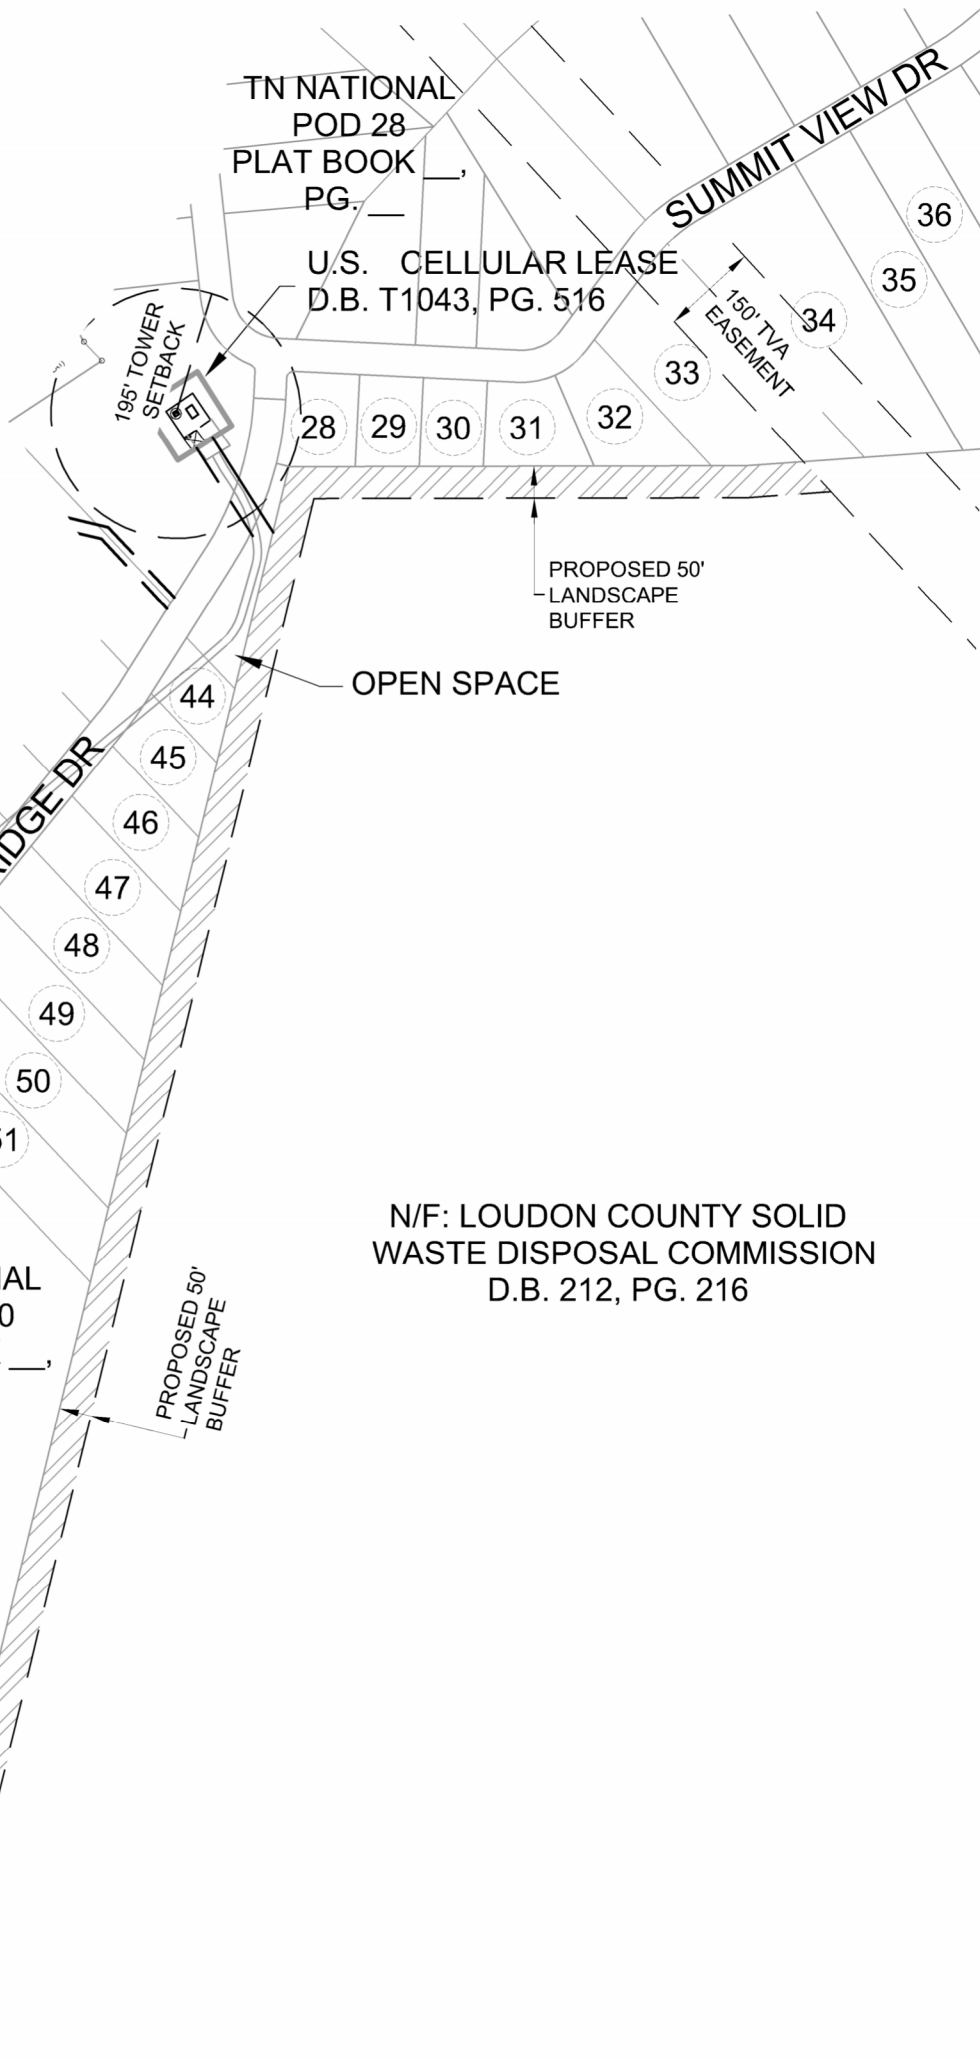 TN NATIONAL
POD 28
PLAT BOOK __,
PG. __
SUMMIT VIEW DR
U.S. CELLULAR LEASE
D.B. T1043, PG. 516
195' TOWER
SETBACK
150' TVA
EASEMENT
36
35
34
33
32
31
30
29
28
PROPOSED 50'
LANDSCAPE
BUFFER
OPEN SPACE
44
45
46
47
48
49
50
DR
N/F: LOUDON COUNTY SOLID
WASTE DISPOSAL COMMISSION
D.B. 212, PG. 216
PROPOSED 50'
LANDSCAPE
BUFFER